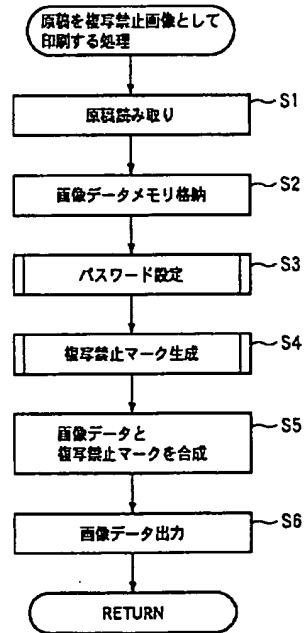 原稿を複写禁止画像として
印刷する処理
原稿読み取り
S1
画像データメモリ格納
S2
パスワード設定
S3
複写禁止マーク生成
S4
画像データと
複写禁止マークを合成
S5
画像データ出力
S6
RETURN